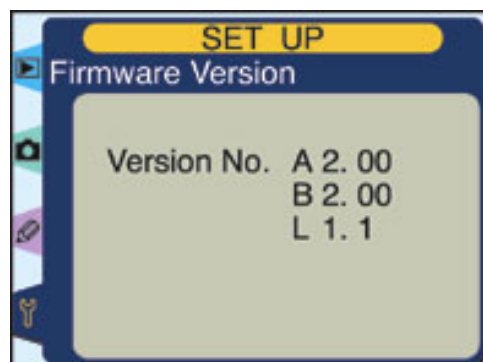 SET UP
Firmware Version
Version No. A 2. 00
B 2. 00
L 1. 1